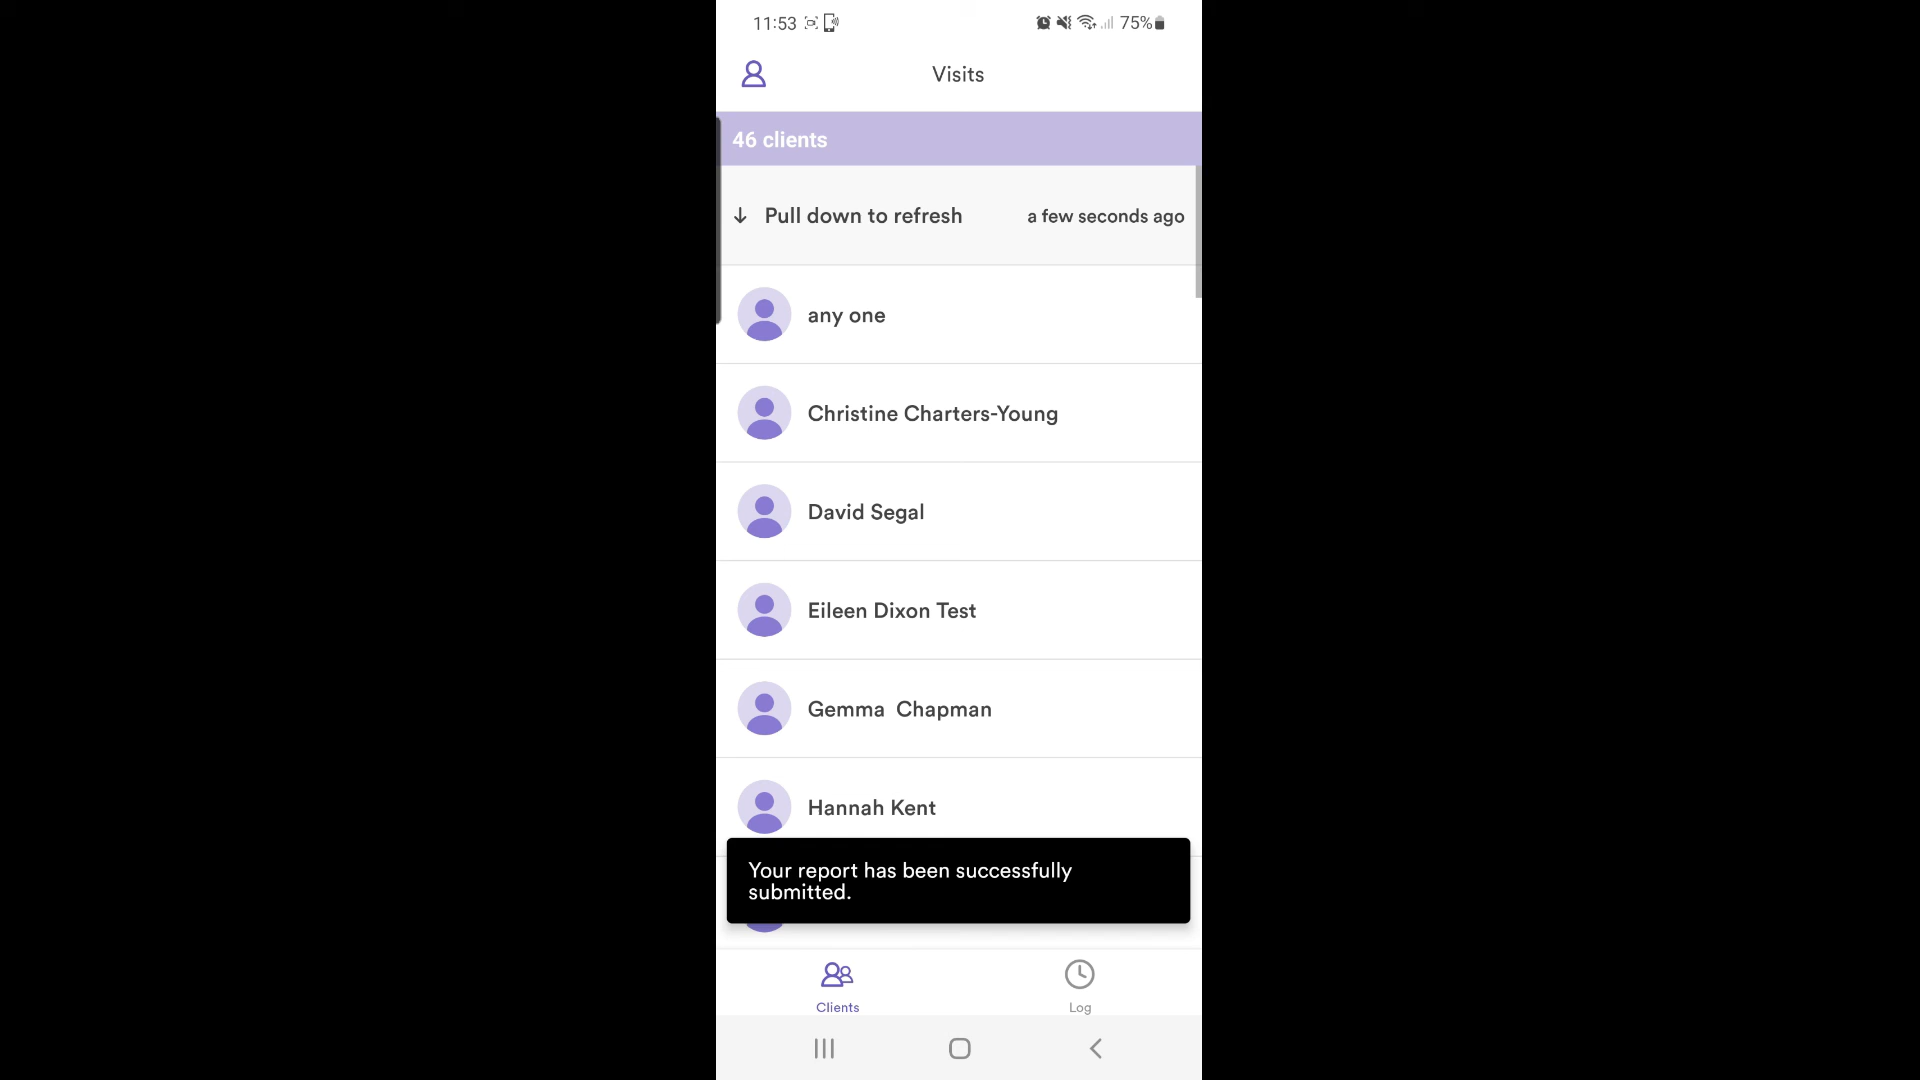 11:53
75%
Visits
46 clients
Pull down to refresh
a few seconds ago
any one
Christine Charters-Young
David Segal
Eileen Dixon Test
Gemma  Chapman
Hannah Kent
Your report has been successfully
submitted.
Clients
Log